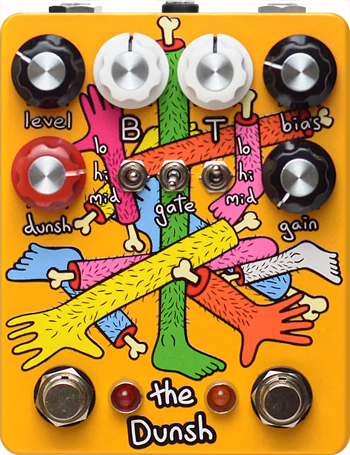 level
B
T
bias
lo
hi
mid
lo
hi
mid
dunsh
gate
gain
the
Dunsh